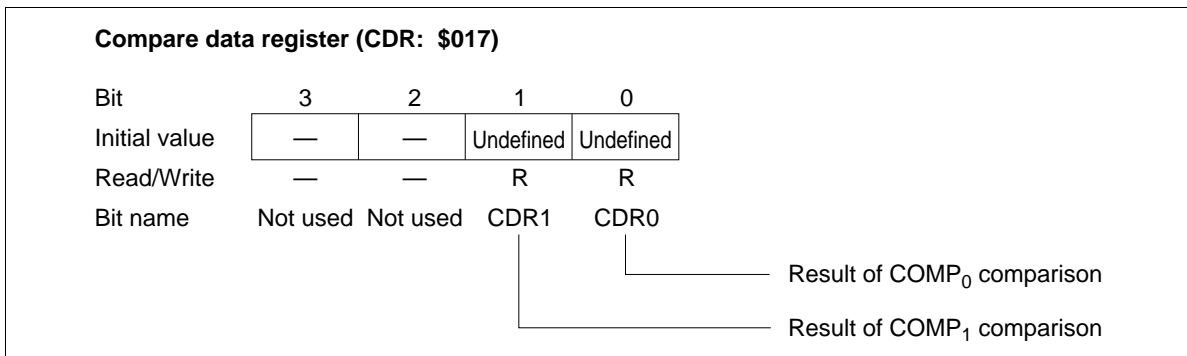 Compare data register (CDR: $017)
Bit 3 2 1 0
Initial value — — Undefined Undefined
Read/Write — — R R
Bit name Not used Not used CDR1 CDR0
Result of COMP₀ comparison
Result of COMP₁ comparison